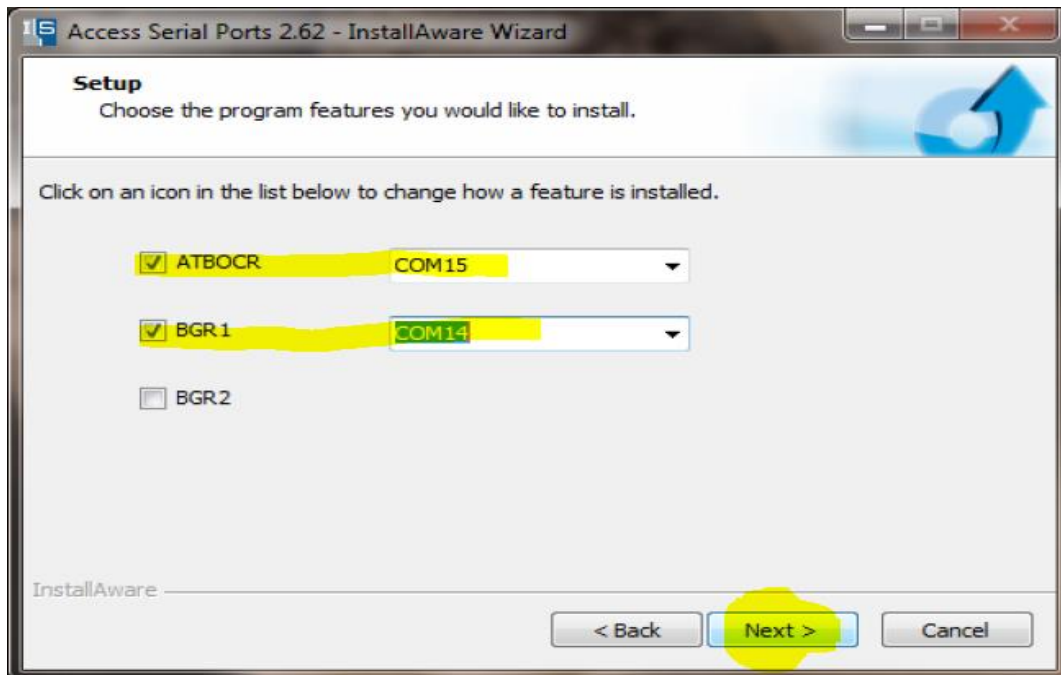 Access Serial Ports 2.62 - InstallAware Wizard
Setup
Choose the program features you would like to install.
Click on an icon in the list below to change how a feature is installed.
ATBOCR COM15
BGR1 COM14
BGR2
InstallAware
< Back Next > Cancel